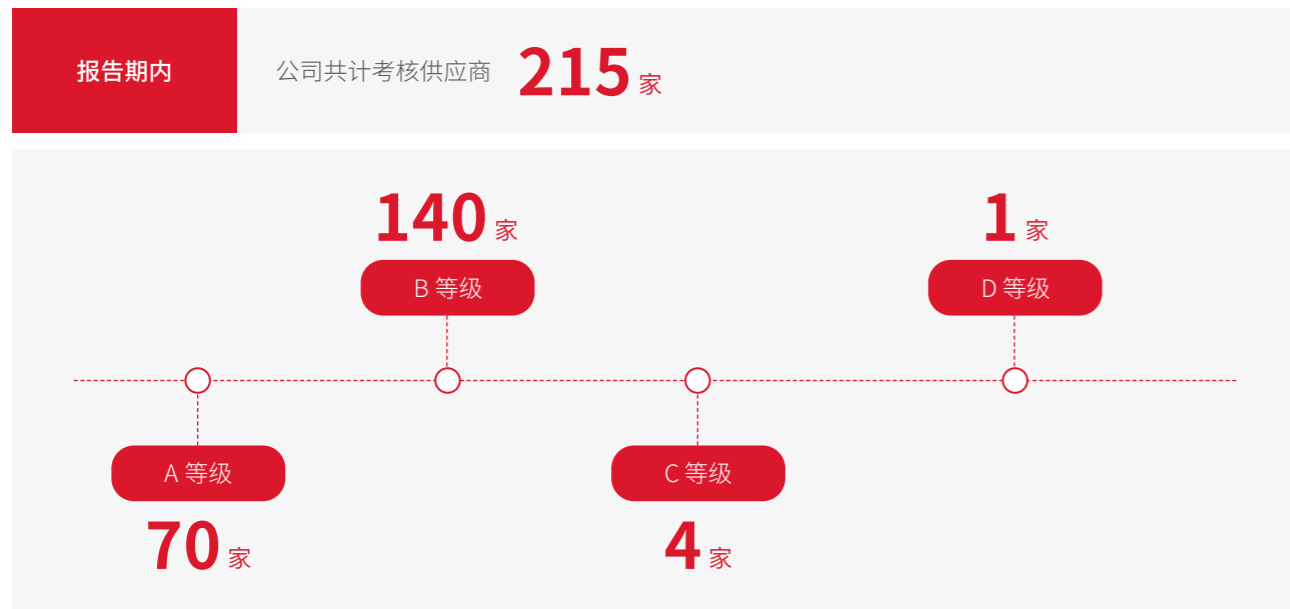 报告期内
公司共计考核供应商 215 家
140 家
B 等级
1 家
D 等级
A 等级
70 家
C 等级
4 家